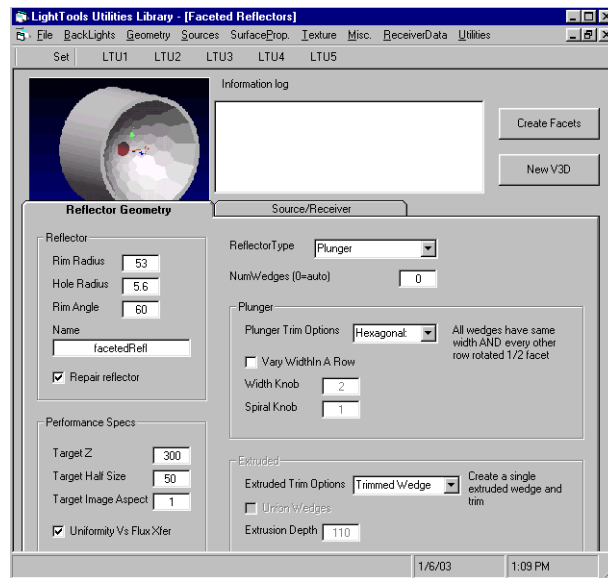 LightTools Utilities Library - [Faceted Reflectors]
File BackLights Geometry Sources SurfaceProp. Texture Misc. ReceiverData Utilities
Set LTU1 LTU2 LTU3 LTU4 LTU5
Information log
Create Facets
New V3D
Reflector Geometry
Source/Receiver
Reflector
Rim Radius 53
Hole Radius 5.6
Rim Angle 60
Name
facetedRefl
Repair reflector
Performance Specs
Target Z 300
Target Half Size 50
Target Image Aspect 1
Uniformity Vs Flux Xfer
ReflectorType Plunger
NumWedges (0=auto) 0
Plunger
Plunger Trim Options Hexagonal:
All wedges have same
width AND every other
row rotated 1/2 facet
Vary WidthIn A Row
Width Knob 2
Spiral Knob 1
Extruded
Extruded Trim Options Trimmed Wedge
Create a single
extruded wedge and
trim
Union Wedges
Extrusion Depth 110
1/6/03 1:09 PM